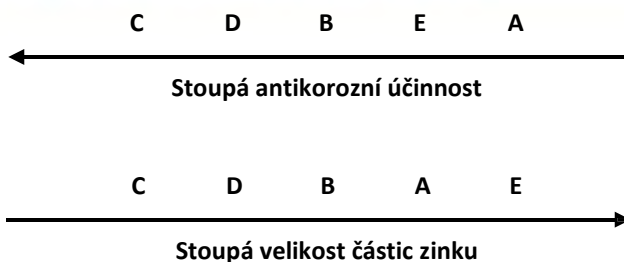 C D B E A
Stoupá antikorozní účinnost
C D B A E
Stoupá velikost částic zinku